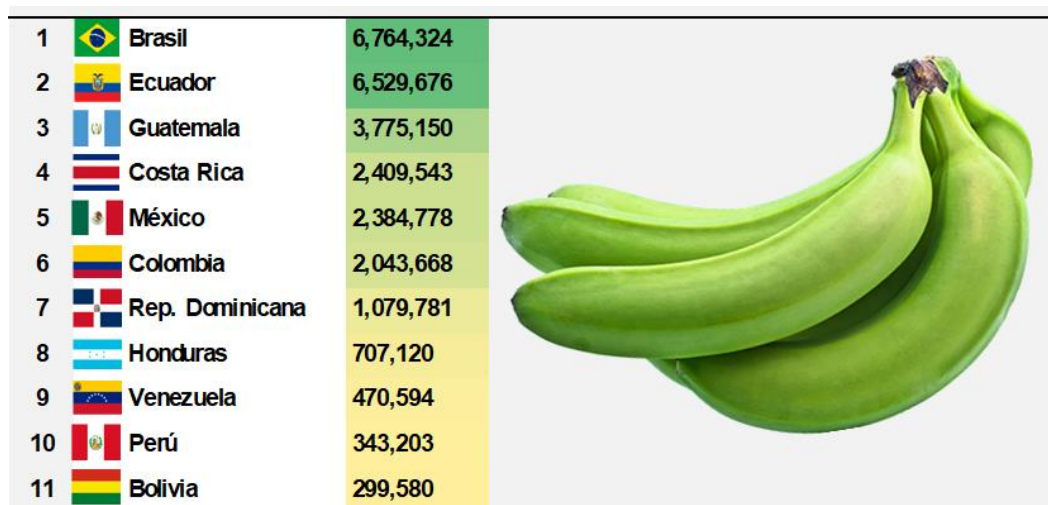 1 Brasil 6,764,324
2 Ecuador 6,529,676
3 Guatemala 3,775,150
4 Costa Rica 2,409,543
5 México 2,384,778
6 Colombia 2,043,668
7 Rep. Dominicana 1,079,781
8 Honduras 707,120
9 Venezuela 470,594
10 Perú 343,203
11 Bolivia 299,580